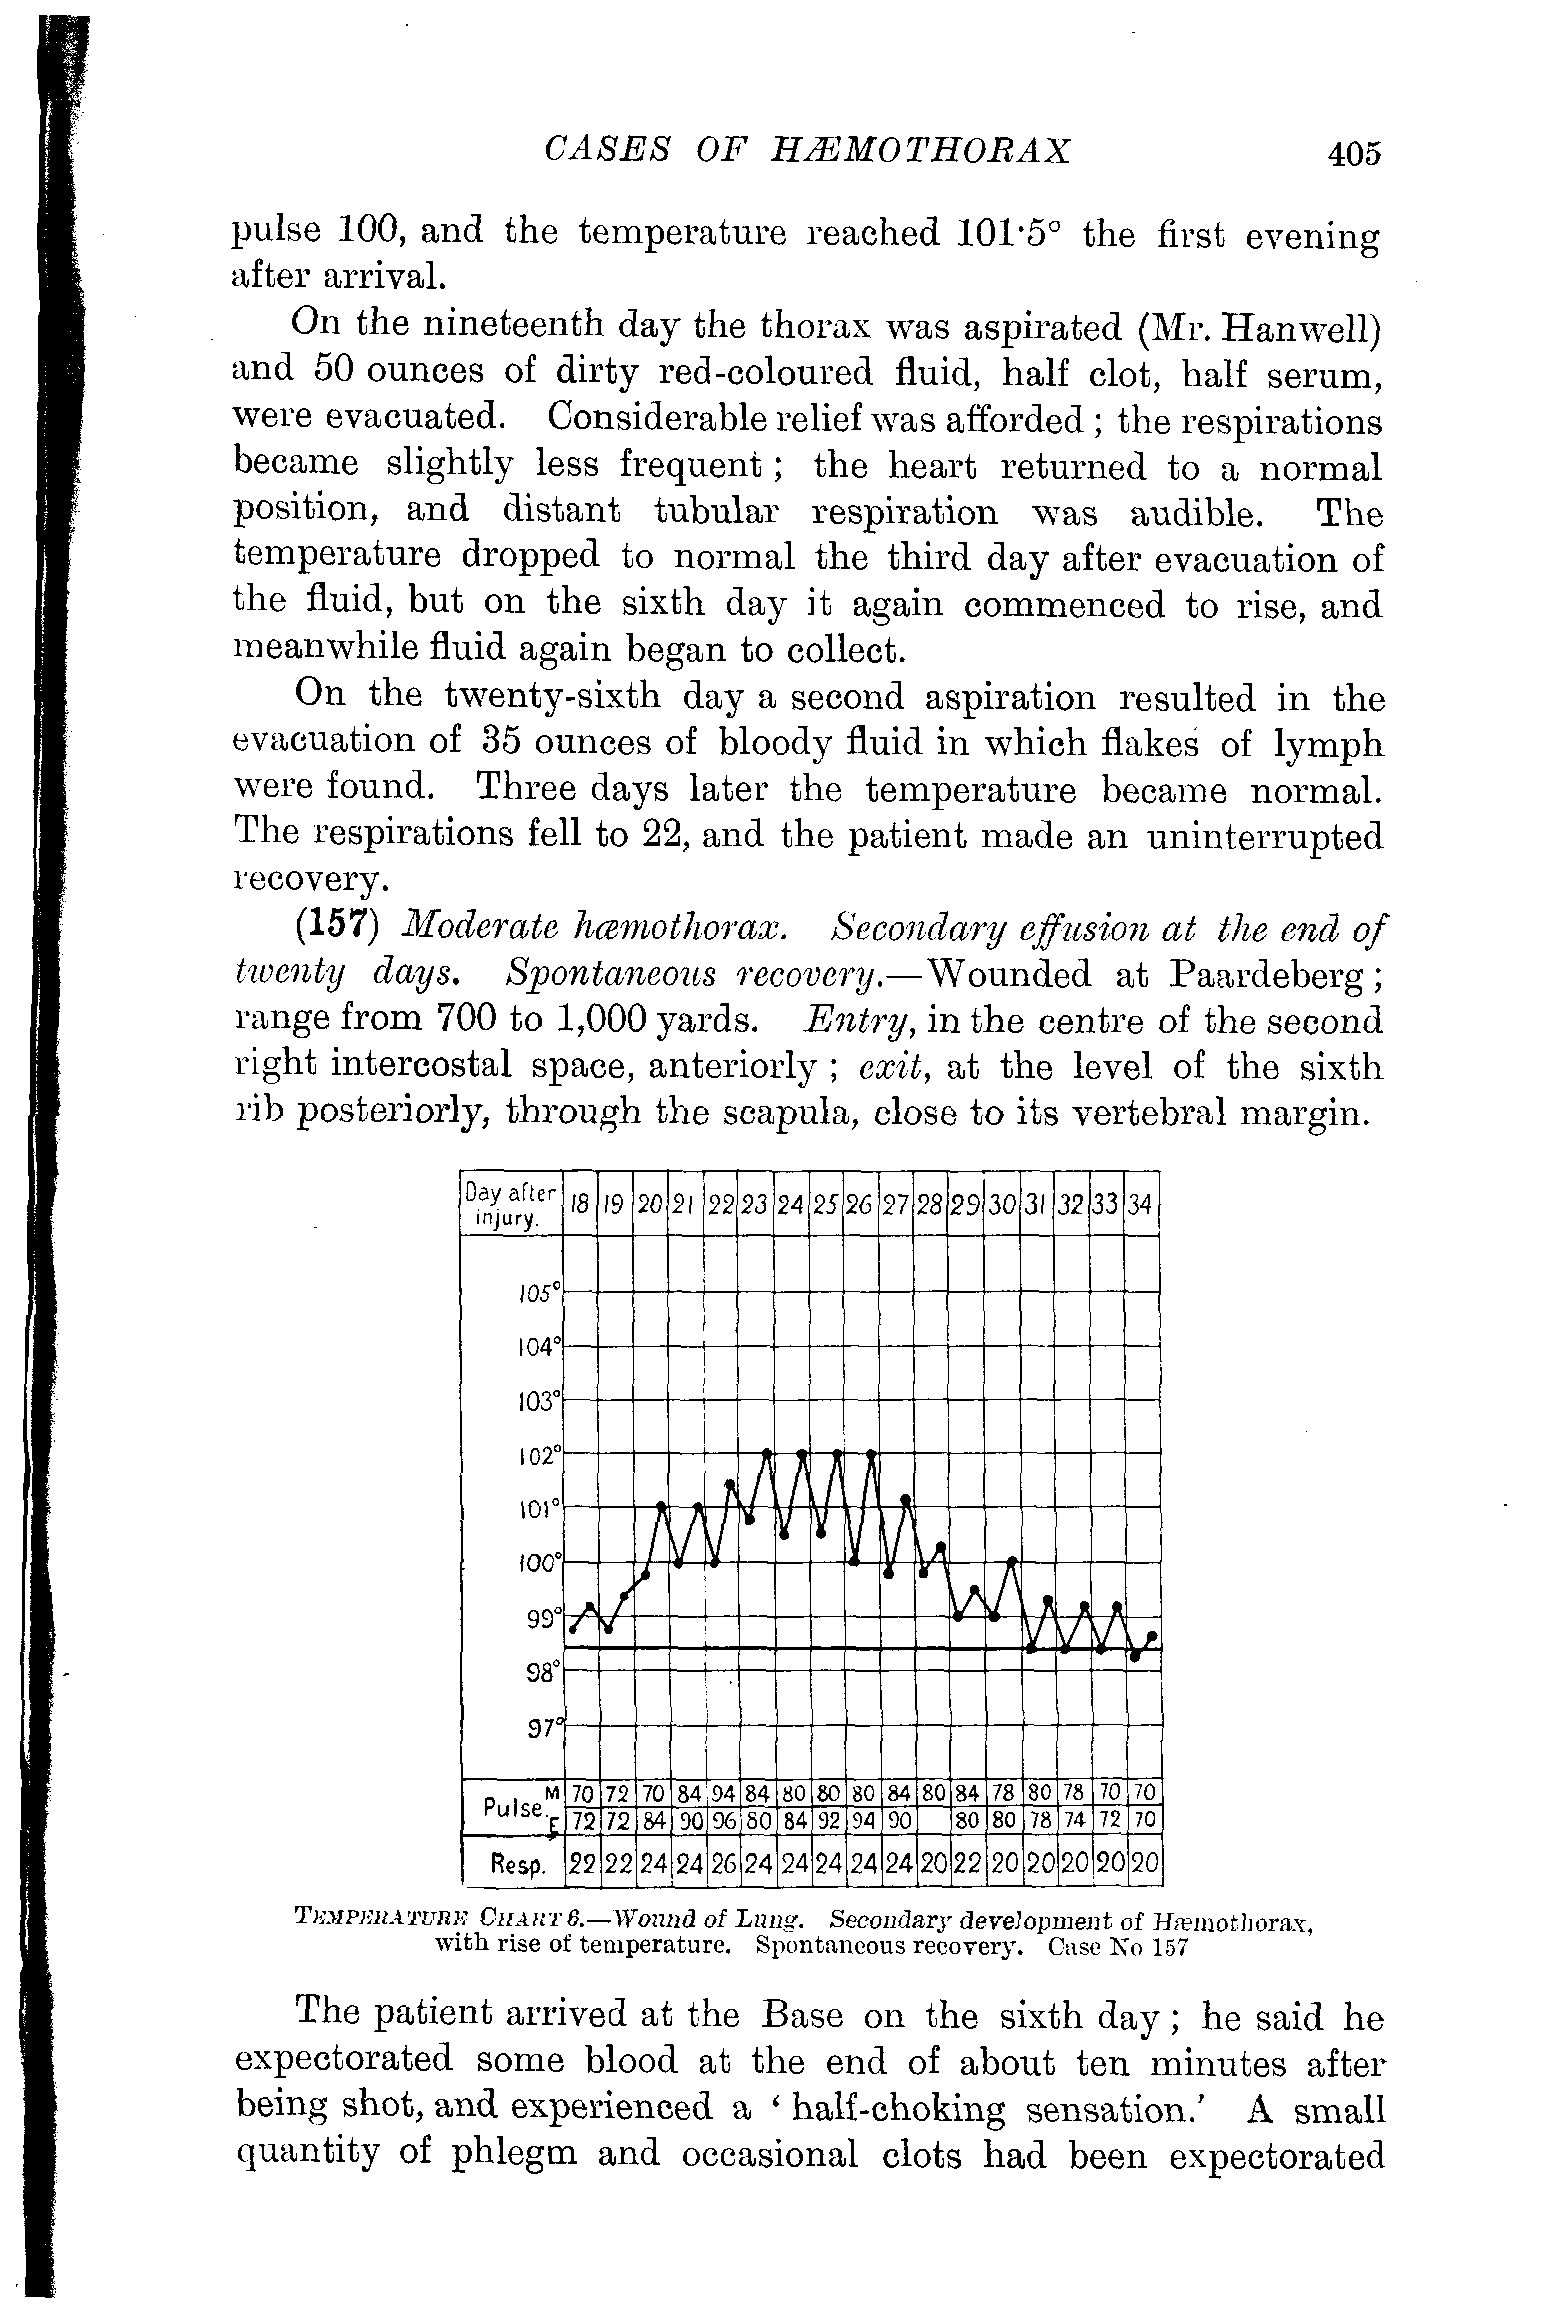 CASES OF HÆMOTHORAX 405
pulse 100, and the temperature reached 101·5° the first evening
after arrival.
On the nineteenth day the thorax was aspirated (Mr. Hanwell)
and 50 ounces of dirty red-coloured fluid, half clot, half serum,
were evacuated. Considerable relief was afforded ; the respirations
became slightly less frequent ; the heart returned to a normal
position, and distant tubular respiration was audible. The
temperature dropped to normal the third day after evacuation of
the fluid, but on the sixth day it again commenced to rise, and
meanwhile fluid again began to collect.
On the twenty-sixth day a second aspiration resulted in the
evacuation of 35 ounces of bloody fluid in which flakes of lymph
were found. Three days later the temperature became normal.
The respirations fell to 22, and the patient made an uninterrupted
recovery.
(157) Moderate hæmothorax. Secondary effusion at the end of
twenty days. Spontaneous recovery.—Wounded at Paardeberg ;
range from 700 to 1,000 yards. Entry, in the centre of the second
right intercostal space, anteriorly ; exit, at the level of the sixth
rib posteriorly, through the scapula, close to its vertebral margin.
Day after
injury. 18 19 20 21 22 23 24 25 26 27 28 29 30 31 32 33 34
105°
104°
103°
102°
101°
100°
99°
98°
97°
Pulse. M 70 72 70 84 94 84 80 80 80 84 80 84 78 80 78 70 70
E 72 72 84 90 96 80 84 92 94 90 80 80 78 74 72 70
Resp. 22 22 24 24 26 24 24 24 24 24 20 22 20 20 20 20 20
TEMPERATURE CHART 6.—Wound of Lung. Secondary development of Hæmothorax,
with rise of temperature. Spontaneous recovery. Case No 157
The patient arrived at the Base on the sixth day ; he said he
expectorated some blood at the end of about ten minutes after
being shot, and experienced a ‘ half-choking sensation.’ A small
quantity of phlegm and occasional clots had been expectorated